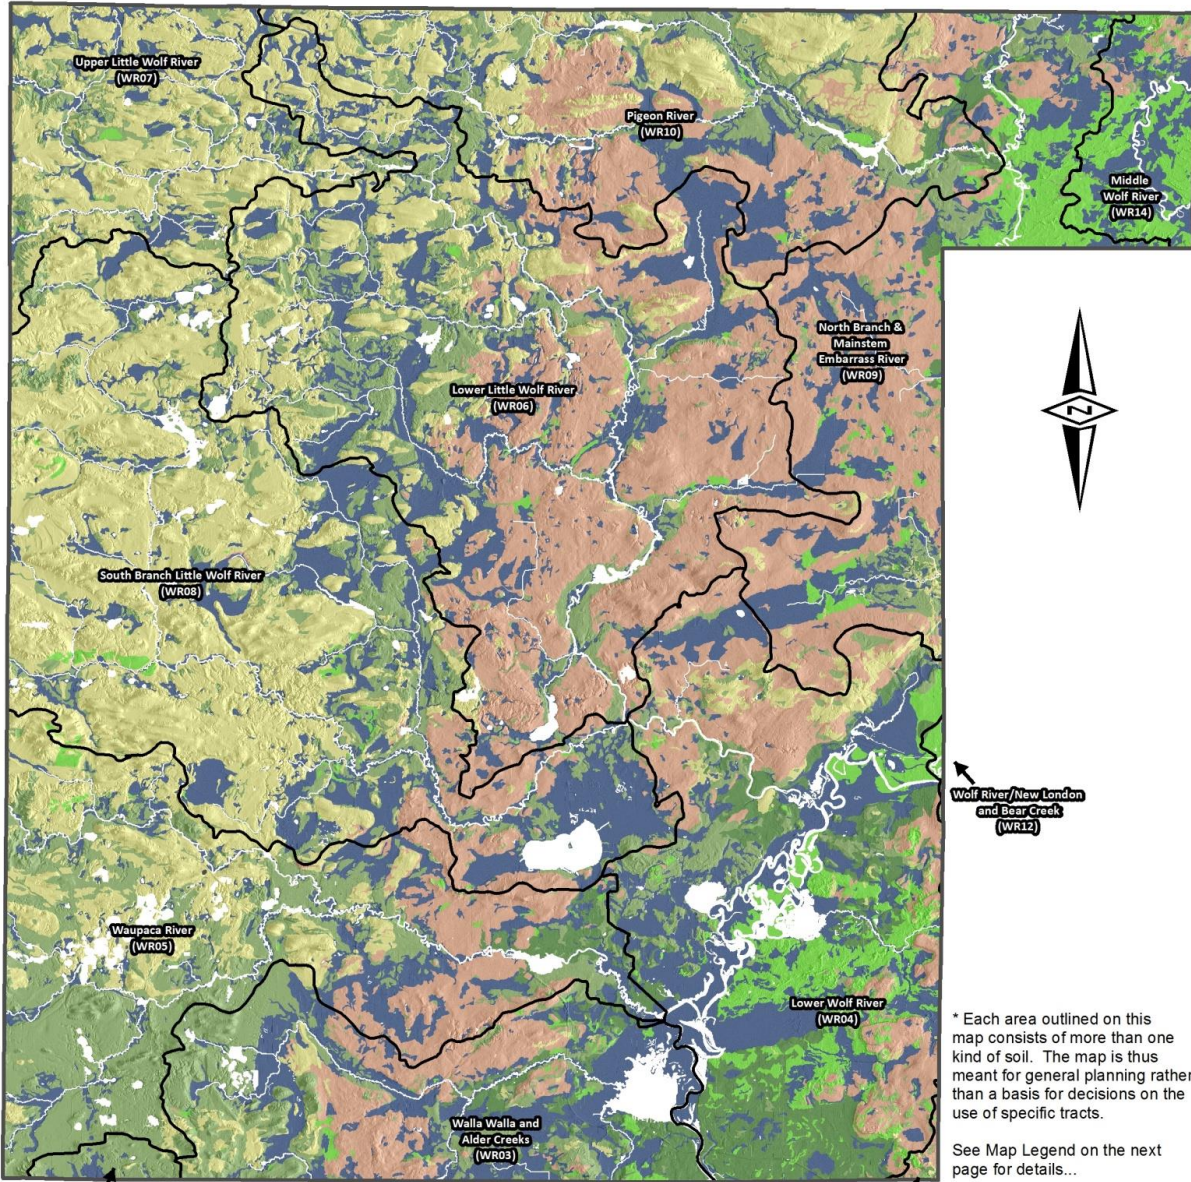 Upper Little Wolf River
(WR07)
Pigeon River
(WR10)
Middle
Wolf River
(WR14)
North Branch &
Mainstem
Embarrass River
(WR09)
Lower Little Wolf River
(WR06)
N
South Branch Little Wolf River
(WR08)
Wolf River/New London
and Bear Creek
(WR12)
Waupaca River
(WR05)
Lower Wolf River
(WR04)
Walla Walla and
Alder Creeks
(WR03)
* Each area outlined on this
map consists of more than one
kind of soil. The map is thus
meant for general planning rather
than a basis for decisions on the
use of specific tracts.
See Map Legend on the next
page for details...